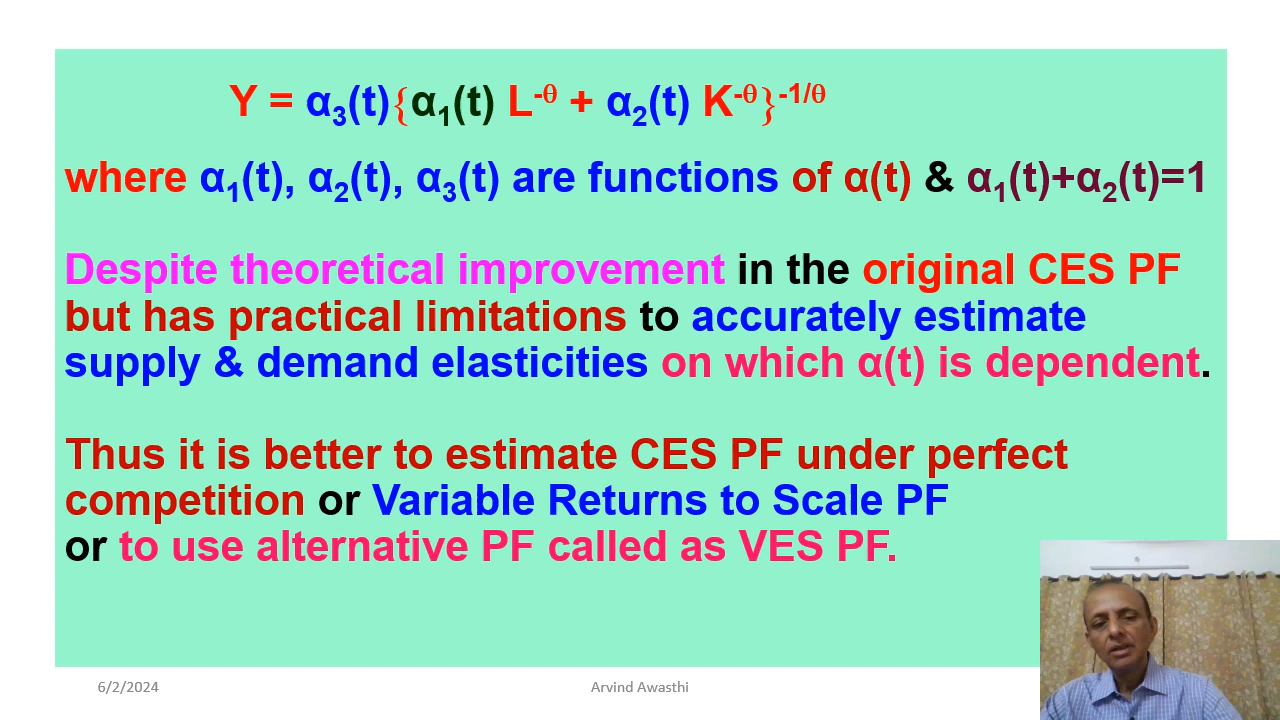 Y = α₃(t){α₁(t) L^-θ + α₂(t) K^-θ}^-1/θ
where α₁(t), α₂(t), α₃(t) are functions of α(t) & α₁(t)+α₂(t)=1
Despite theoretical improvement in the original CES PF
but has practical limitations to accurately estimate
supply & demand elasticities on which α(t) is dependent.
Thus it is better to estimate CES PF under perfect
competition or Variable Returns to Scale PF
or to use alternative PF called as VES PF.
6/2/2024
Arvind Awasthi